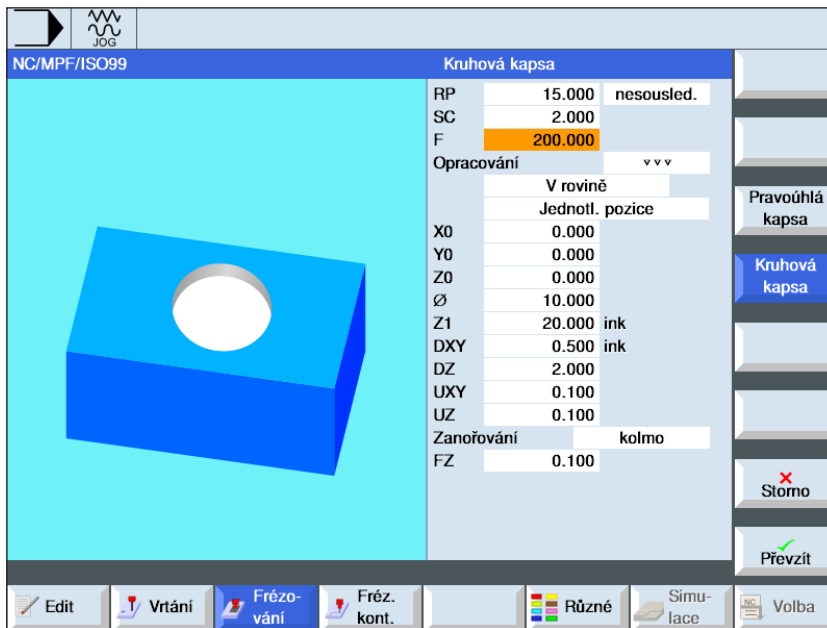 JOG
NC/MPF/ISO99
Kruhová kapsa
RP 15.000 nesousled.
SC 2.000
F 200.000
Opracování ▿▿▿
V rovině
Jednotl. pozice
X0 0.000
Y0 0.000
Z0 0.000
Ø 10.000
Z1 20.000 ink
DXY 0.500 ink
DZ 2.000
UXY 0.100
UZ 0.100
Zanořování kolmo
FZ 0.100
Pravoúhlá
kapsa
Kruhová
kapsa
Storno
Převzít
Edit
Vrtání
Frézo-
vání
Fréz.
kont.
Různé
Simu-
lace
NC
Volba